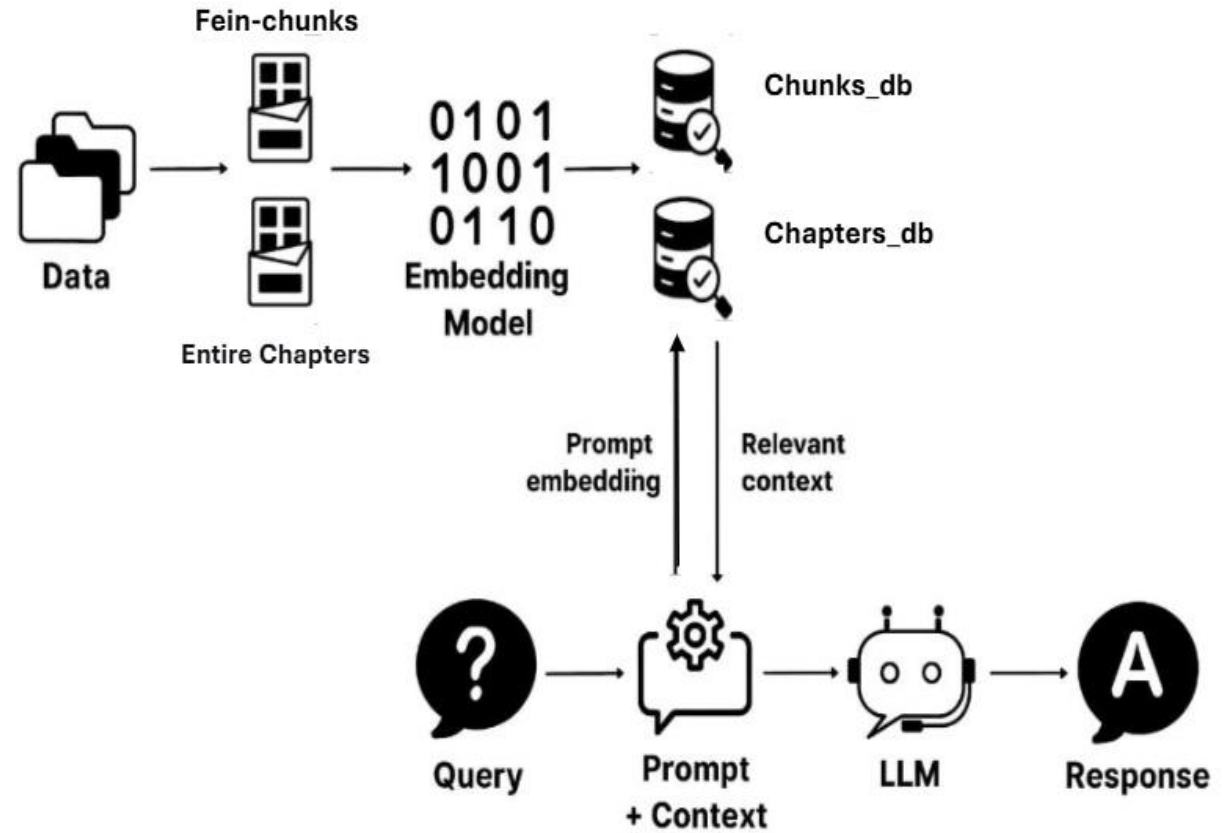 Fein-chunks
Data
Entire Chapters
0101
1001
0110
Embedding
Model
Chunks_db
Chapters_db
Prompt
embedding
Relevant
context
?
Query
Prompt
+ Context
LLM
A
Response